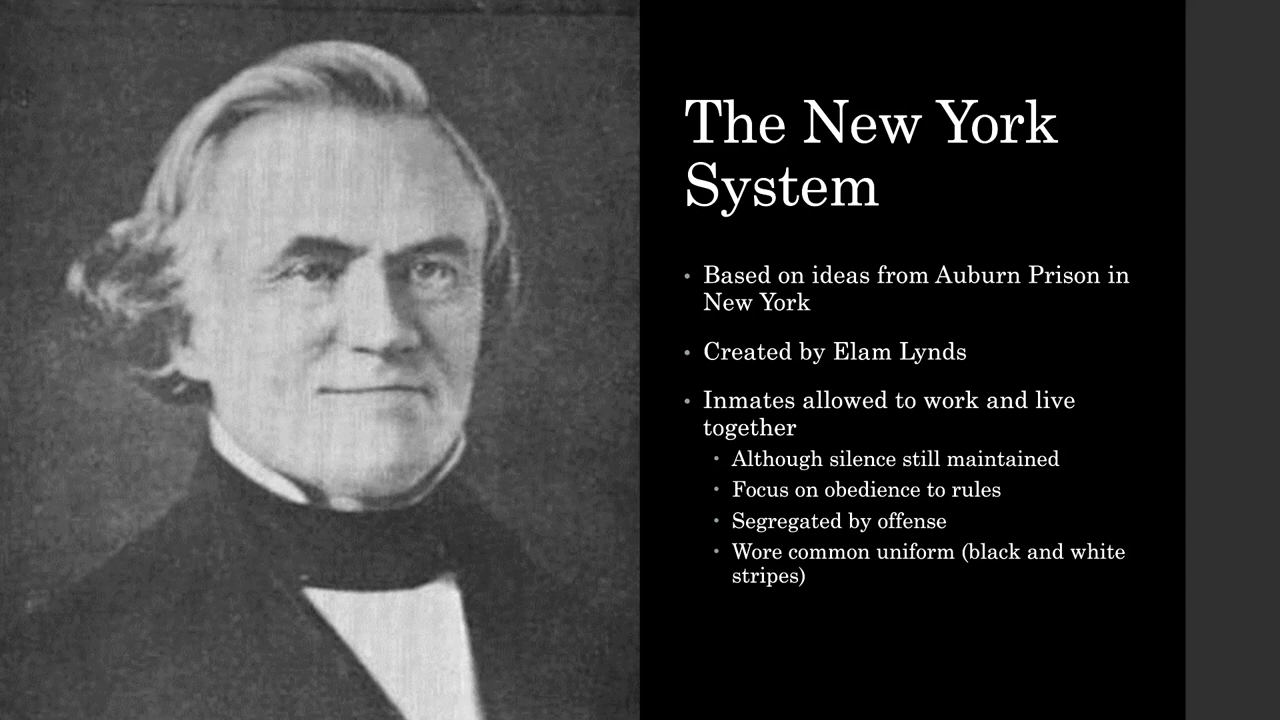 The New York
System
• Based on ideas from Auburn Prison in
New York
• Created by Elam Lynds
• Inmates allowed to work and live
together
• Although silence still maintained
• Focus on obedience to rules
• Segregated by offense
• Wore common uniform (black and white
stripes)